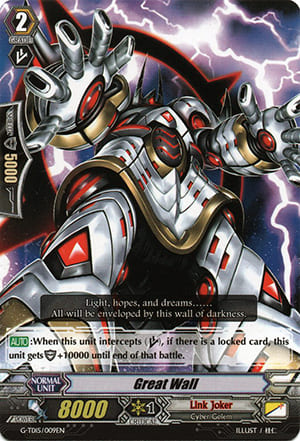 GRADE
2
SHIELD
5000
Light, hopes, and dreams……
All will be enveloped by this wall of darkness.
AUTO:When this unit intercepts ( ), if there is a locked card, this
unit gets +10000 until end of that battle.
NORMAL
UNIT
Great Wall
POWER
8000
1
CRITICAL
Link Joker
Cyber Golem
G-TD15/009EN
ILLUST /